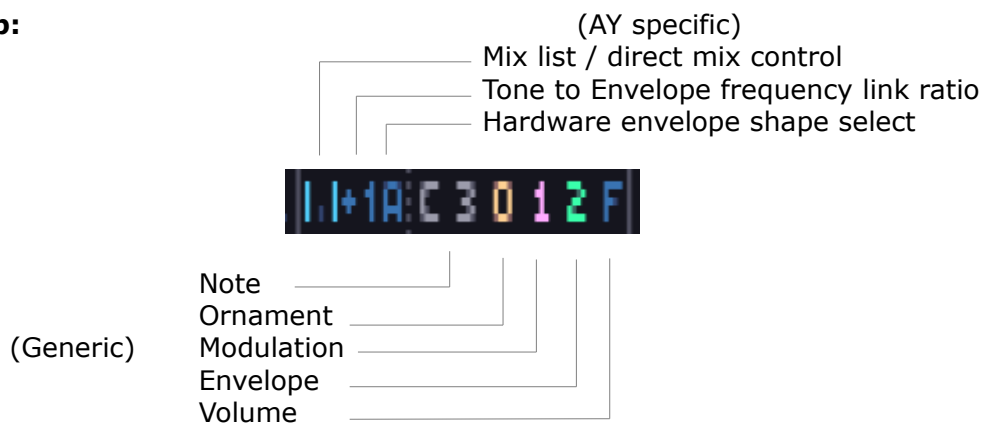 (AY specific)
Mix list / direct mix control
Tone to Envelope frequency link ratio
Hardware envelope shape select
+1A C 3 0 1 2 F
Note
Ornament
(Generic) Modulation
Envelope
Volume